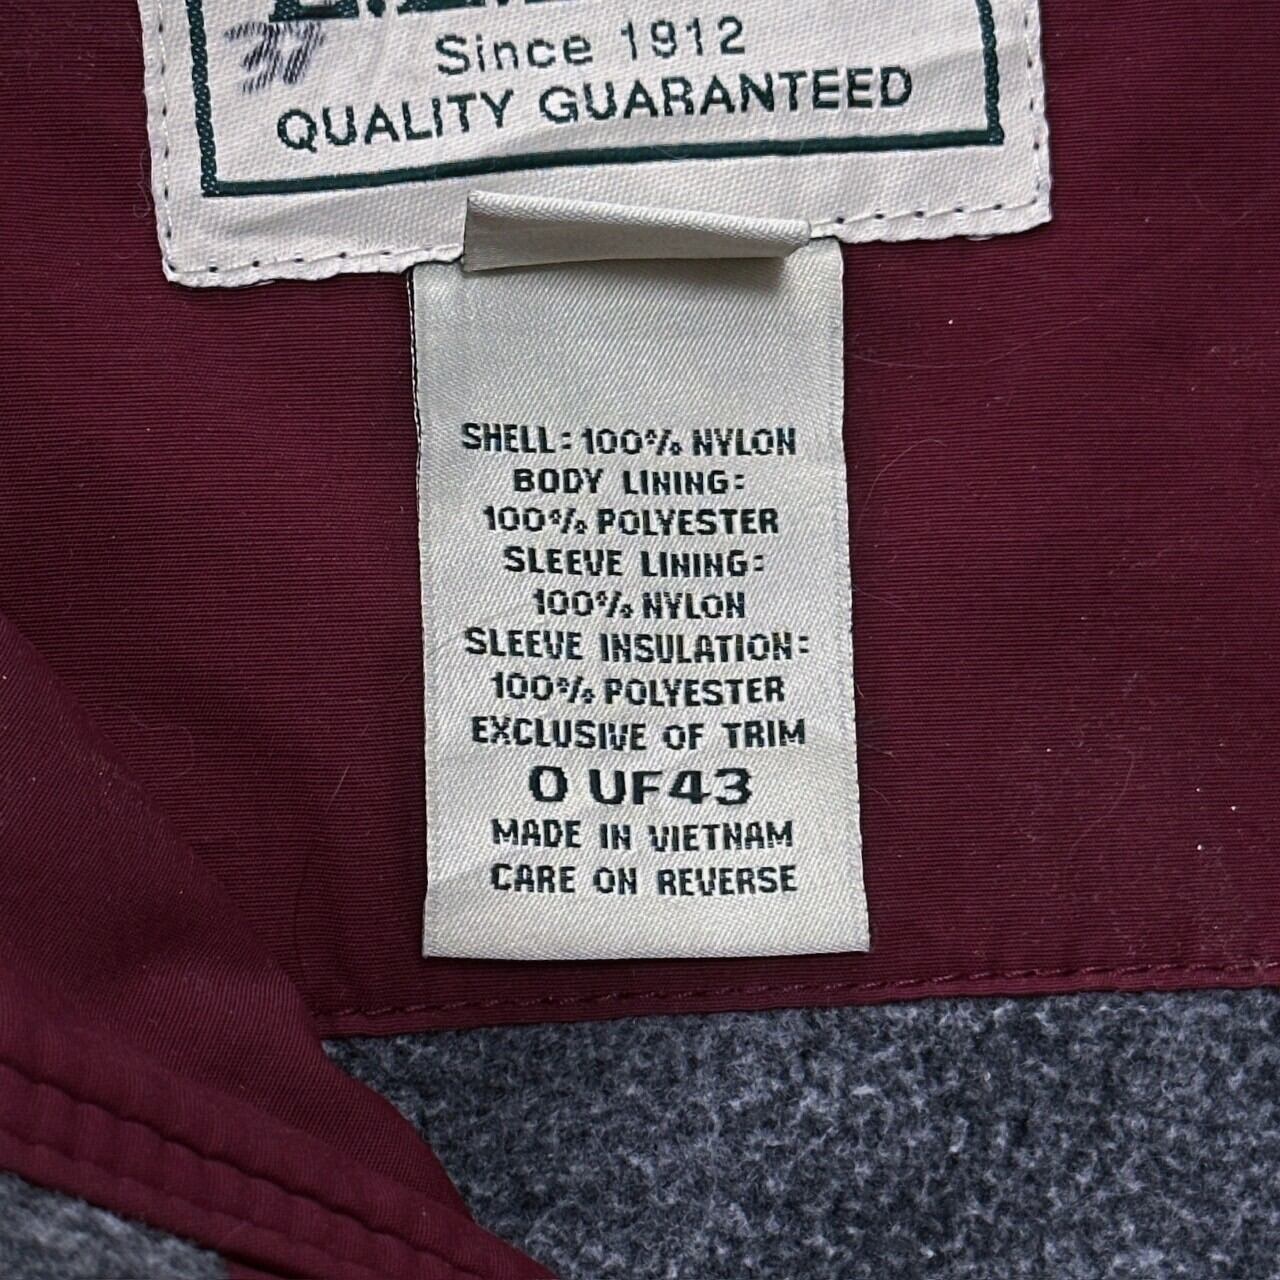 37
Since 1912
QUALITY GUARANTEED
SHELL: 100% NYLON
BODY LINING:
100% POLYESTER
SLEEVE LINING:
100% NYLON
SLEEVE INSULATION:
100% POLYESTER
EXCLUSIVE OF TRIM
0 UF43
MADE IN VIETNAM
CARE ON REVERSE